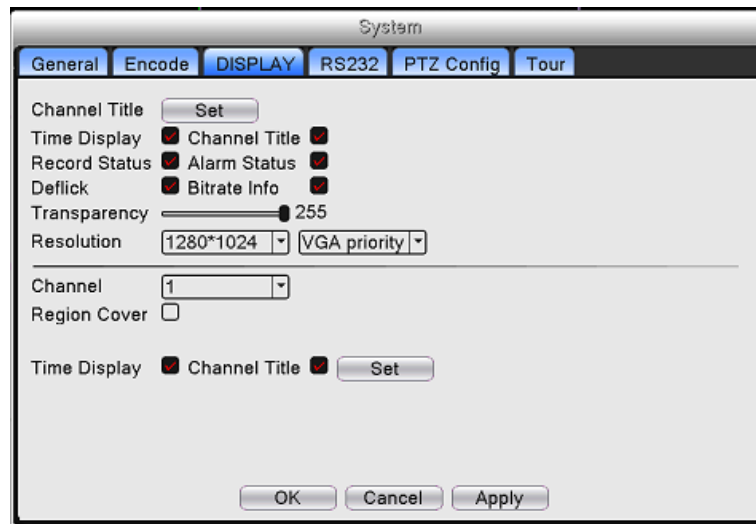 System
General Encode DISPLAY RS232 PTZ Config Tour
Channel Title Set
Time Display Channel Title
Record Status Alarm Status
Deflick Bitrate Info
Transparency 255
Resolution 1280*1024 VGA priority
Channel 1
Region Cover
Time Display Channel Title Set
OK Cancel Apply